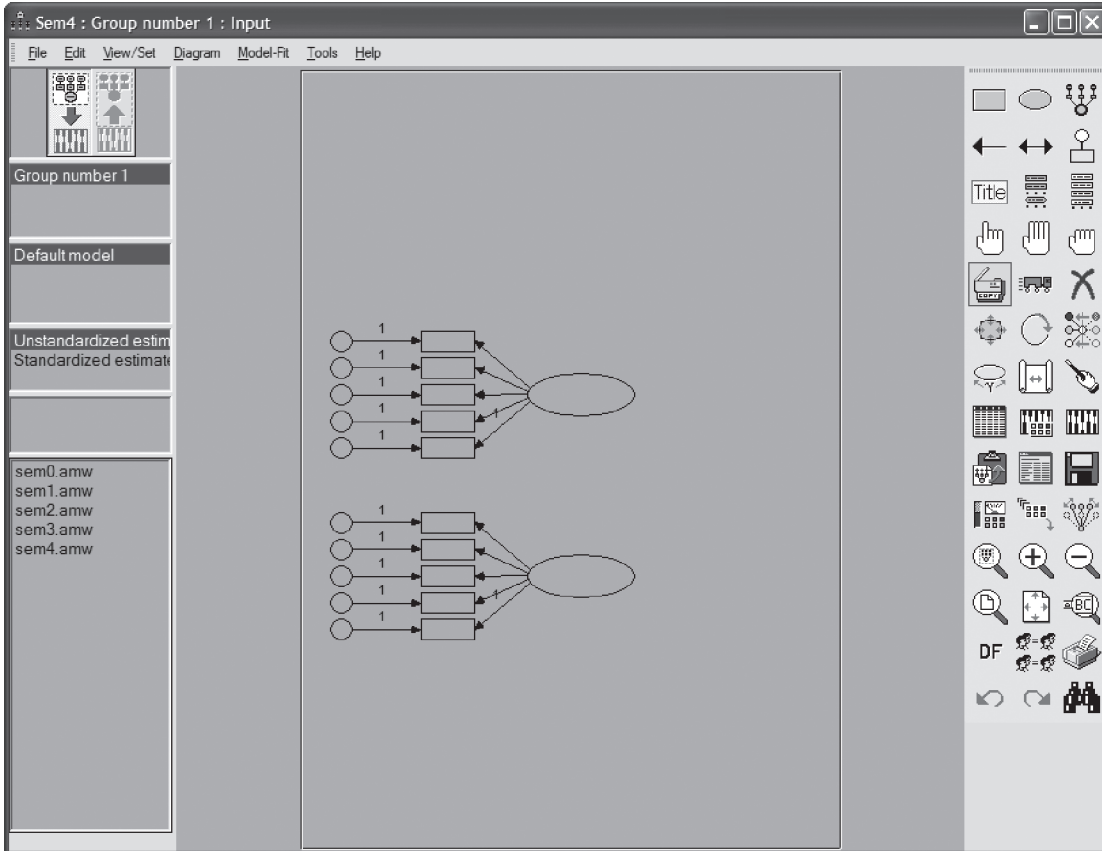 Sem4 : Group number 1 : Input
File Edit View/Set Diagram Model-Fit Tools Help
Group number 1
Default model
Unstandardized estim
Standardized estimate
sem0.amw
sem1.amw
sem2.amw
sem3.amw
sem4.amw
1
1
1
1
1
1
1
1
1
1
1
1
Title
COPY
Y
BC
DF